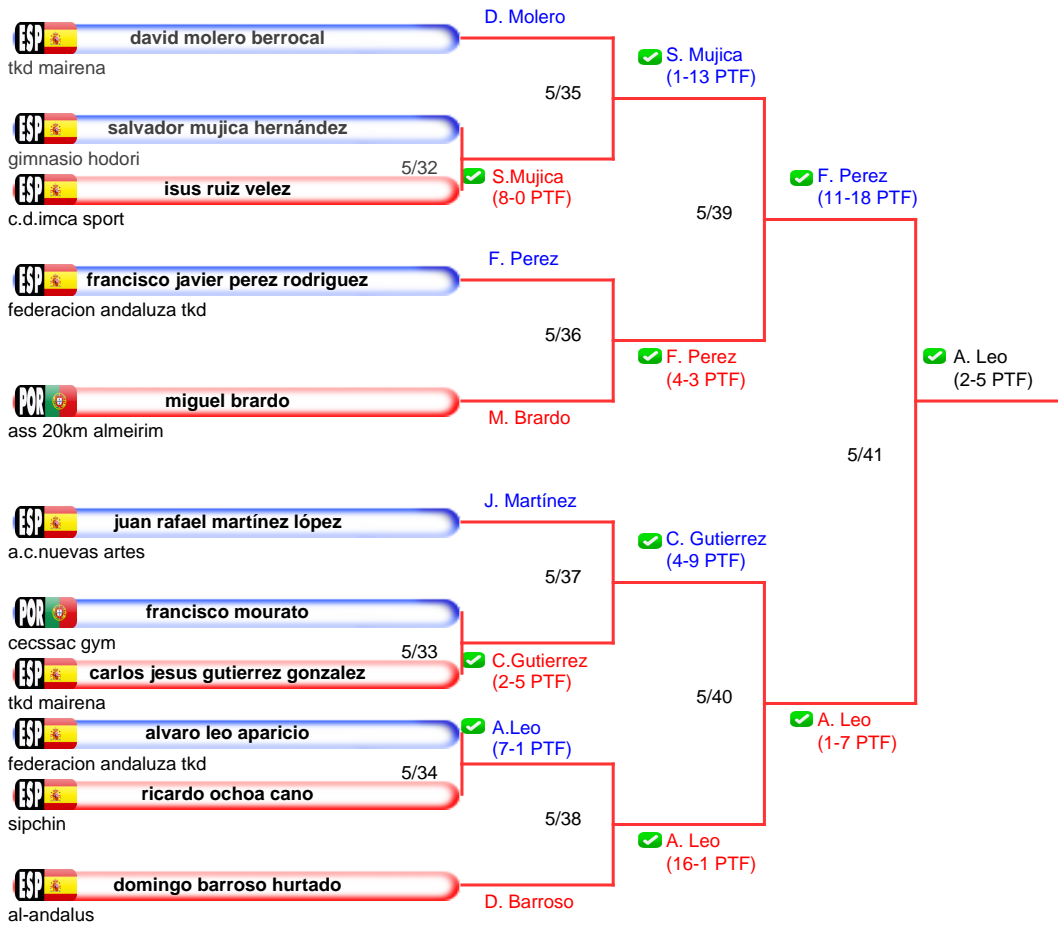 D. Molero
ESP david molero berrocal
tkd mairena
S. Mujica
(1-13 PTF)
5/35
ESP salvador mujica hernández
gimnasio hodori
5/32
S.Mujica
(8-0 PTF)
ESP isus ruiz velez
c.d.imca sport
F. Perez
(11-18 PTF)
5/39
F. Perez
ESP francisco javier perez rodriguez
federacion andaluza tkd
5/36
F. Perez
(4-3 PTF)
A. Leo
(2-5 PTF)
POR miguel brardo
M. Brardo
ass 20km almeirim
5/41
J. Martínez
ESP juan rafael martínez lópez
a.c.nuevas artes
C. Gutierrez
(4-9 PTF)
5/37
POR francisco mourato
cecssac gym
5/33
C.Gutierrez
(2-5 PTF)
ESP carlos jesus gutierrez gonzalez
tkd mairena
5/40
A. Leo
(1-7 PTF)
ESP alvaro leo aparicio
A.Leo
(7-1 PTF)
federacion andaluza tkd
5/34
ESP ricardo ochoa cano
sipchin
5/38
A. Leo
(16-1 PTF)
ESP domingo barroso hurtado
D. Barroso
al-andalus